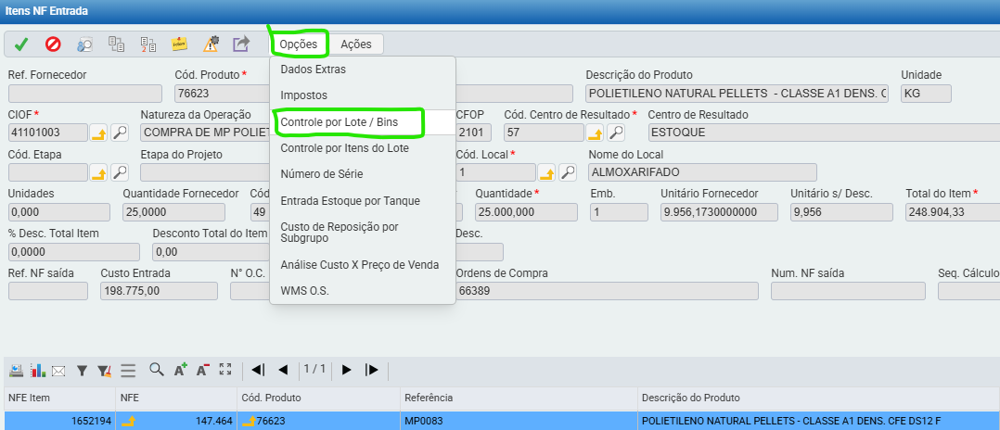 Itens NF Entrada
Opções Ações
Ref. Fornecedor Cód. Produto * Descrição do Produto Unidade
76623 POLIETILENO NATURAL PELLETS - CLASSE A1 DENS. C KG
CIOF * Natureza da Operação CFOP Cód. Centro de Resultado * Centro de Resultado
41101003 COMPRA DE MP POLIET 2101 57 ESTOQUE
Cód. Etapa Etapa do Projeto Cód. Local * Nome do Local
1 ALMOXARIFADO
Unidades Quantidade Fornecedor Cód Quantidade * Emb. Unitário Fornecedor Unitário s/ Desc. Total do Item *
0,000 25,0000 49 25.000,000 1 9.956,1730000000 9,956 248.904,33
% Desc. Total Item Desconto Total do Item Desc.
0,0000 0,00
Ref. NF saída Custo Entrada N° O.C. Ordens de Compra Num. NF saída Seq. Cálculo
198.775,00 66389
Dados Extras
Impostos
Controle por Lote / Bins
Controle por Itens do Lote
Número de Série
Entrada Estoque por Tanque
Custo de Reposição por
Subgrupo
Análise Custo X Preço de Venda
WMS O.S.
1 / 1
NFE Item NFE Cód. Produto Referência Descrição do Produto
1652194 147.464 76623 MP0083 POLIETILENO NATURAL PELLETS - CLASSE A1 DENS. CFE DS12 F